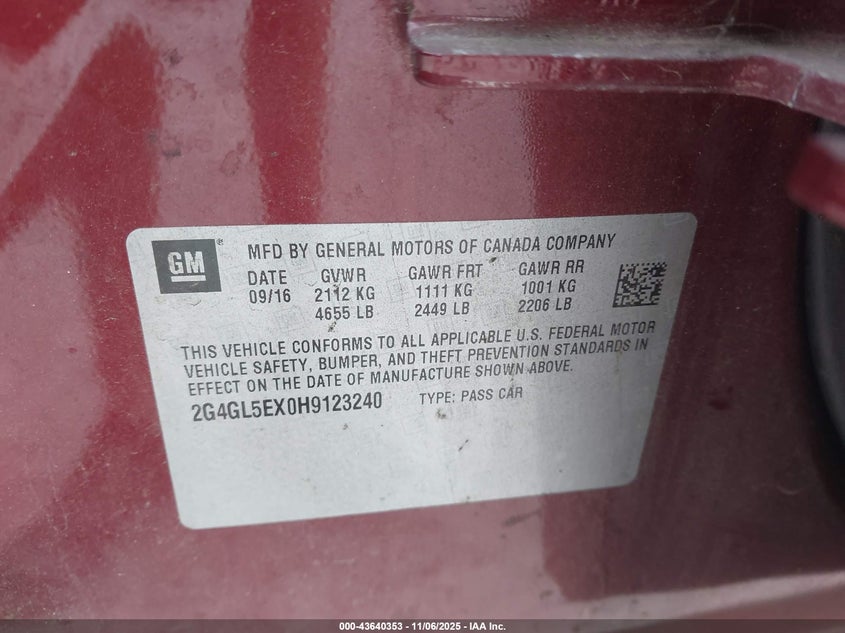 GM
MFD BY GENERAL MOTORS OF CANADA COMPANY
DATE GVWR GAWR FRT GAWR RR
09/16 2112 KG 1111 KG 1001 KG
4655 LB 2449 LB 2206 LB
THIS VEHICLE CONFORMS TO ALL APPLICABLE U.S. FEDERAL MOTOR
VEHICLE SAFETY, BUMPER, AND THEFT PREVENTION STANDARDS IN
EFFECT ON THE DATE OF MANUFACTURE SHOWN ABOVE.
2G4GL5EX0H9123240 TYPE: PASS CAR
000-43640353 - 11/06/2025 - IAA Inc.